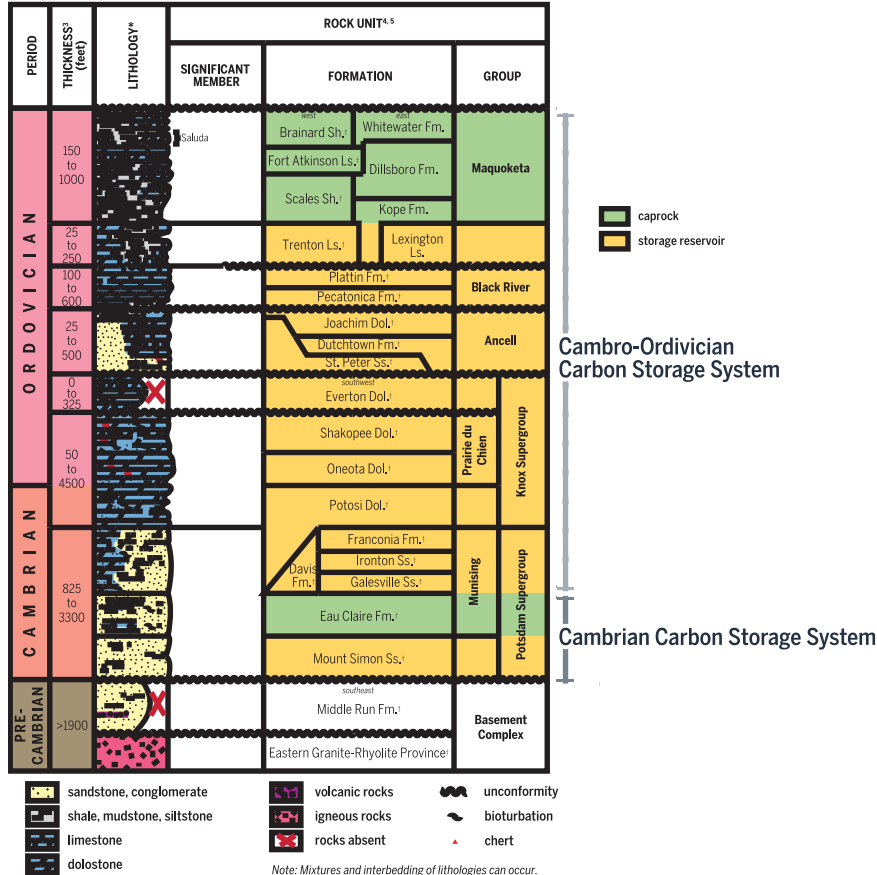 PERIOD
THICKNESS³
(feet)
LITHOLOGY*
ROCK UNIT⁴,⁵
SIGNIFICANT
MEMBER
FORMATION
GROUP
ORDOVICIAN
CAMBRIAN
PRE-
CAMBRIAN
150
to
1000
25
to
250
100
to
600
25
to
500
0
to
325
50
to
4500
825
to
3300
>1900
Saluda
west
east
Brainard Sh.†
Whitewater Fm.
Fort Atkinson Ls.†
Dillsboro Fm.
Scales Sh.†
Kope Fm.
Maquoketa
Trenton Ls.†
Lexington
Ls.
Plattin Fm.†
Pecatonica Fm.†
Black River
Joachim Dol.†
Dutchtown Fm.†
St. Peter Ss.†
Ancell
southwest
Everton Dol.†
Shakopee Dol.†
Oneota Dol.†
Prairie du
Chien
Knox Supergroup
Potosi Dol.†
Franconia Fm.†
Ironton Ss.†
Galesville Ss.†
Davis
Fm.†
Eau Claire Fm.†
Mount Simon Ss.†
Munising
Potsdam Supergroup
southeast
Middle Run Fm.†
Eastern Granite-Rhyolite Province†
Basement
Complex
caprock
storage reservoir
Cambro-Ordivician
Carbon Storage System
Cambrian Carbon Storage System
sandstone, conglomerate
shale, mudstone, siltstone
limestone
dolostone
volcanic rocks
igneous rocks
rocks absent
unconformity
bioturbation
chert
Note: Mixtures and interbedding of lithologies can occur.